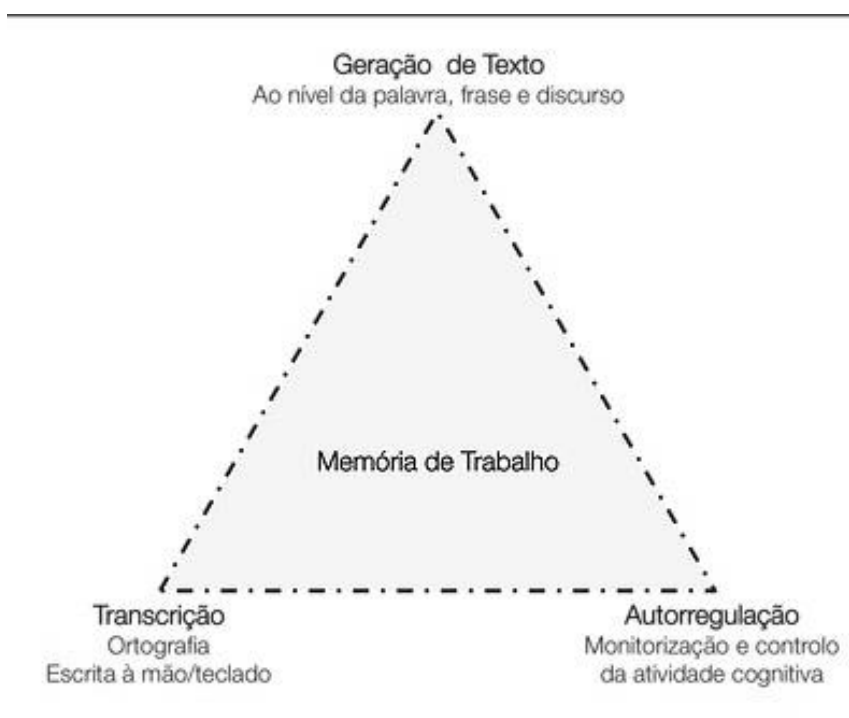 Geração de Texto
Ao nível da palavra, frase e discurso
Memória de Trabalho
Transcrição
Ortografia
Escrita à mão/teclado
Autorregulação
Monitorização e controlo
da atividade cognitiva